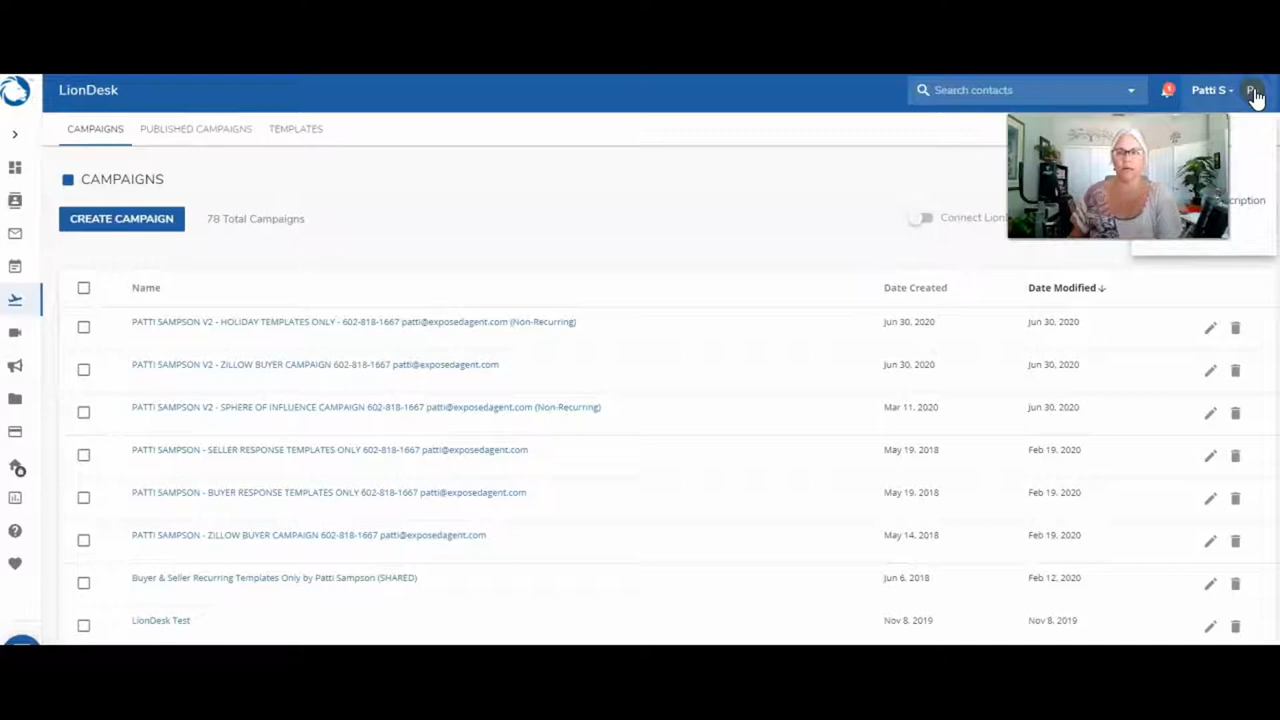 LionDesk
Search contacts
1
Patti S
CAMPAIGNS PUBLISHED CAMPAIGNS TEMPLATES
CAMPAIGNS
CREATE CAMPAIGN 78 Total Campaigns Connect
Name Date Created Date Modified
PATTI SAMPSON V2 - HOLIDAY TEMPLATES ONLY - 602-818-1667 patti@exposedagent.com (Non-Recurring) Jun 30, 2020 Jun 30, 2020
PATTI SAMPSON V2 - ZILLOW BUYER CAMPAIGN 602-818-1667 patti@exposedagent.com Jun 30, 2020 Jun 30, 2020
PATTI SAMPSON V2 - SPHERE OF INFLUENCE CAMPAIGN 602-818-1667 patti@exposedagent.com (Non-Recurring) Mar 11, 2020 Jun 30, 2020
PATTI SAMPSON - SELLER RESPONSE TEMPLATES ONLY 602-818-1667 patti@exposedagent.com May 19, 2018 Feb 19, 2020
PATTI SAMPSON - BUYER RESPONSE TEMPLATES ONLY 602-818-1667 patti@exposedagent.com May 19, 2018 Feb 19, 2020
PATTI SAMPSON - ZILLOW BUYER CAMPAIGN 602-818-1667 patti@exposedagent.com May 14, 2018 Feb 19, 2020
Buyer & Seller Recurring Templates Only by Patti Sampson (SHARED) Jun 6, 2018 Feb 12, 2020
LionDesk Test Nov 8, 2019 Nov 8, 2019